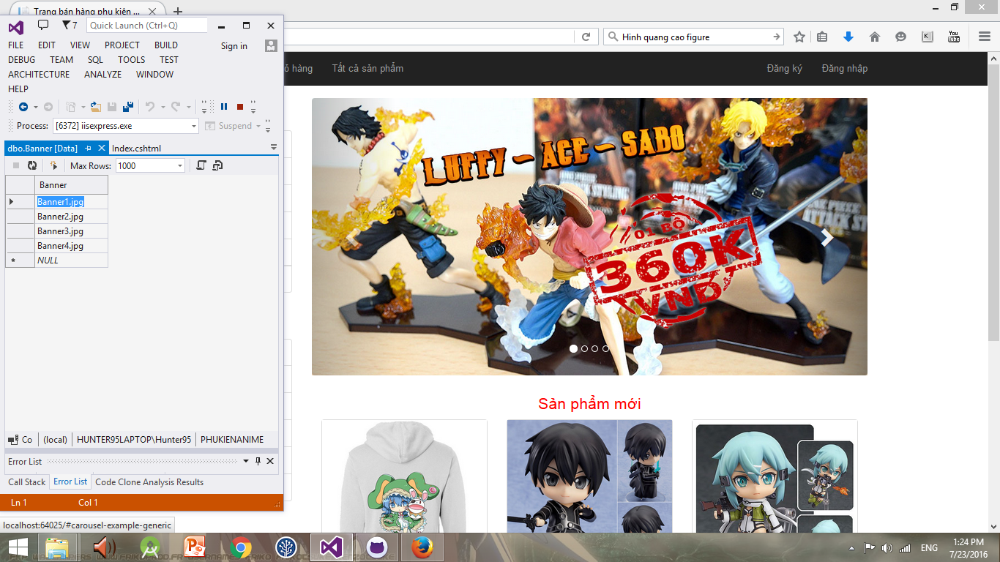 Trang bán hàng phụ kiện ...
7
Quick Launch (Ctrl+Q)
FILE EDIT VIEW PROJECT BUILD
Sign in
DEBUG TEAM SQL TOOLS TEST
ARCHITECTURE ANALYZE WINDOW
HELP
Process: [6372] iisexpress.exe Suspend
dbo.Banner [Data] Index.cshtml
Max Rows: 1000
Banner
Banner1.jpg
Banner2.jpg
Banner3.jpg
Banner4.jpg
NULL
Co (local) HUNTER95LAPTOP\Hunter95 PHUKIENANIME
Error List
Call Stack Error List Code Clone Analysis Results
Ln 1 Col 1
localhost:64025/#carousel-example-generic
Hinh quang cao figure
You
Tube
hàng Tất cả sản phẩm Đăng ký Đăng nhập
LUFFY - ACE - SABO
01 BỘ
360K
VND
Sản phẩm mới
ENG
1:24 PM
7/23/2016